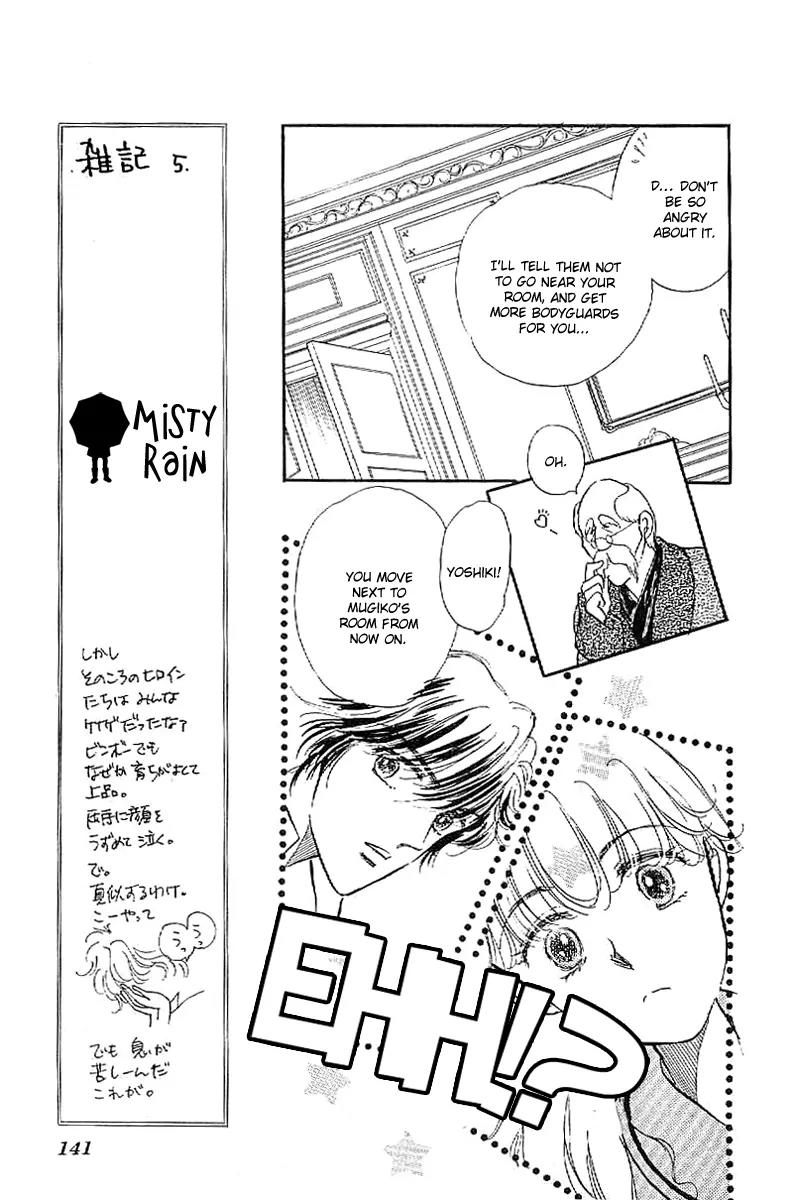 D... DON'T
BE SO
ANGRY
ABOUT IT.
I'LL TELL THEM NOT
TO GO NEAR YOUR
ROOM, AND GET
MORE BODYGUARDS
FOR YOU...
OH.
YOSHIKI!
YOU MOVE
NEXT TO
MUGIKO'S
ROOM FROM
NOW ON.
EHH!?
雑記 5.
MiSTY
RaiN
しかし
そのころのヒロイン
たちは みんな
ケナゲだったなァ
ビンボーでも
なぜか 育ちがよくて
上品。
両手に顔を
うずめて 泣く。
で。
真似するわけ。
こーやって
うっうっ
でも 息が
苦しーんだ
これが。
141